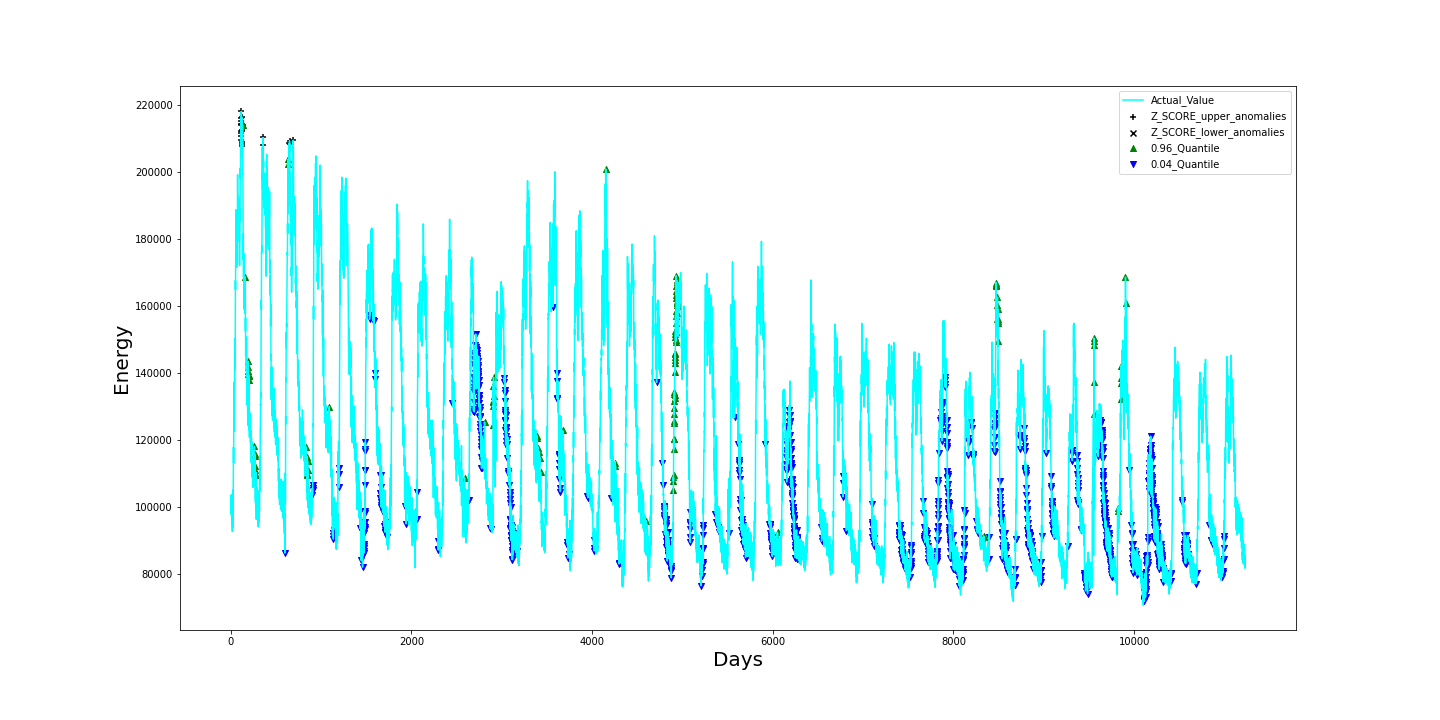 220000
200000
180000
160000
140000
120000
100000
80000
Energy
0
2000
4000
6000
8000
10000
Days
Actual_Value
Z_SCORE_upper_anomalies
Z_SCORE_lower_anomalies
0.96_Quantile
0.04_Quantile